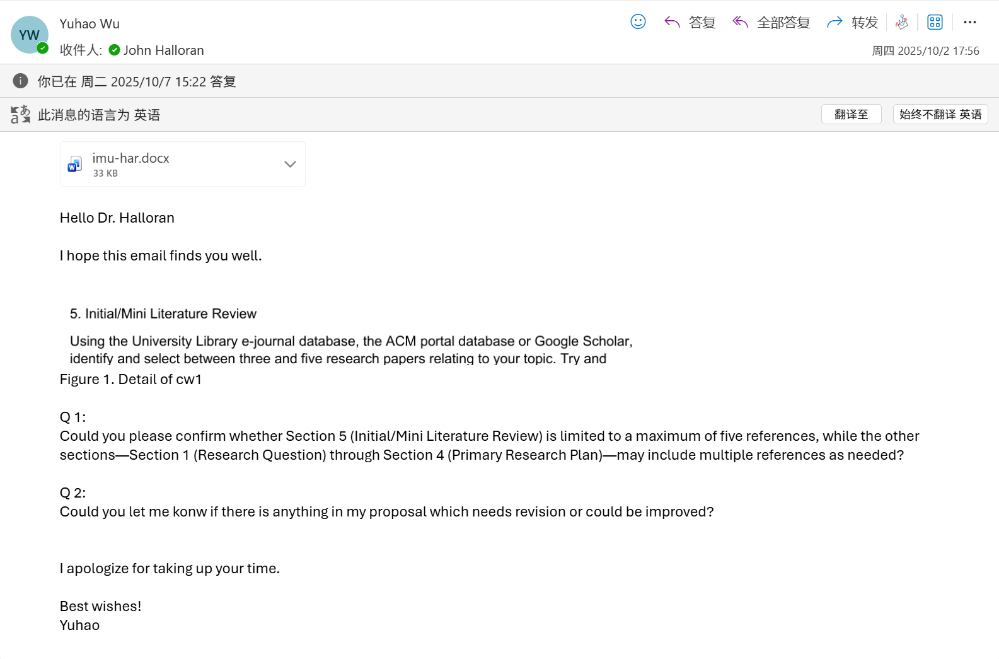 YW
Yuhao Wu
收件人: John Halloran
答复
全部答复
转发
周四 2025/10/2 17:56
你已在 周二 2025/10/7 15:22 答复
此消息的语言为 英语
翻译至
始终不翻译 英语
imu-har.docx
33 KB
Hello Dr. Halloran
I hope this email finds you well.
5. Initial/Mini Literature Review
Using the University Library e-journal database, the ACM portal database or Google Scholar,
identify and select between three and five research papers relating to your topic. Try and
Figure 1. Detail of cw1
Q 1:
Could you please confirm whether Section 5 (Initial/Mini Literature Review) is limited to a maximum of five references, while the other
sections—Section 1 (Research Question) through Section 4 (Primary Research Plan)—may include multiple references as needed?
Q 2:
Could you let me konw if there is anything in my proposal which needs revision or could be improved?
I apologize for taking up your time.
Best wishes!
Yuhao